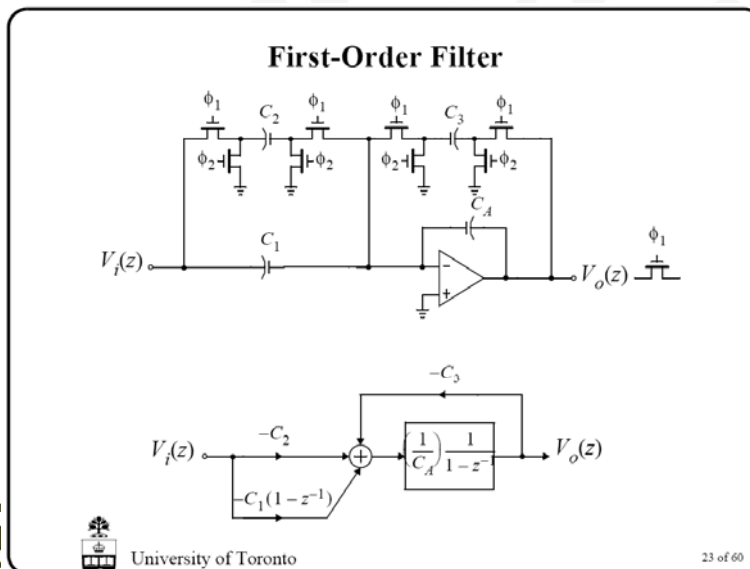 First-Order Filter
ϕ1 C2 ϕ1 ϕ1 C3 ϕ1
ϕ2 ϕ2 ϕ2 ϕ2
CA
C1
Vi(z) − + Vo(z) ϕ1
−C3
Vi(z) −C2 + (1/CA) 1/(1−z−1 Vo(z)
−C1(1−z−1)
University of Toronto
23 of 60